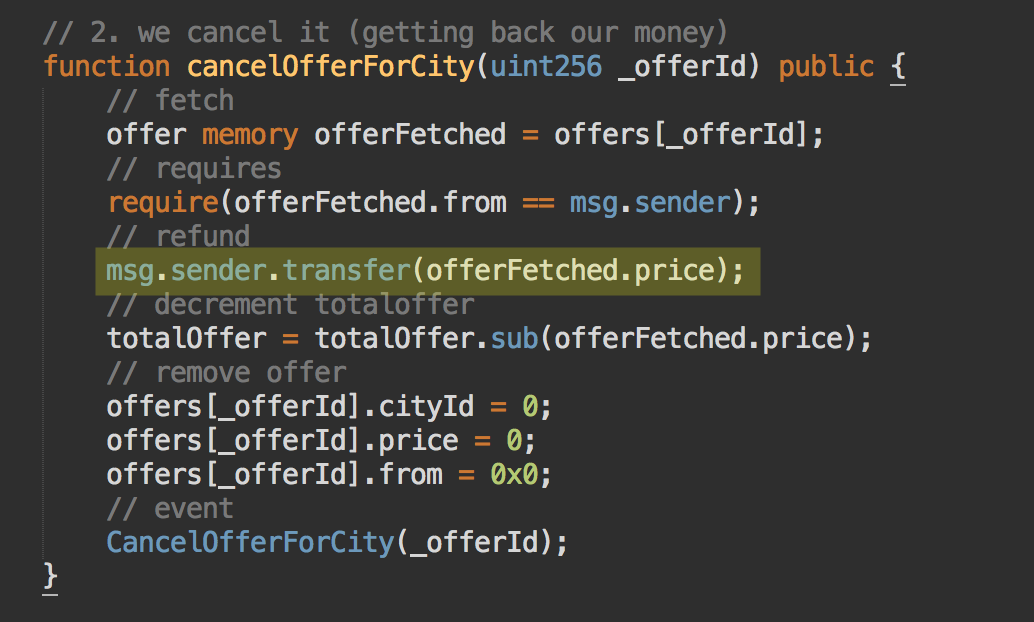 // 2. we cancel it (getting back our money)
function cancelOfferForCity(uint256 _offerId) public {
// fetch
offer memory offerFetched = offers[_offerId];
// requires
require(offerFetched.from == msg.sender);
// refund
msg.sender.transfer(offerFetched.price);
// decrement totaloffer
totalOffer = totalOffer.sub(offerFetched.price);
// remove offer
offers[_offerId].cityId = 0;
offers[_offerId].price = 0;
offers[_offerId].from = 0x0;
// event
CancelOfferForCity(_offerId);
}